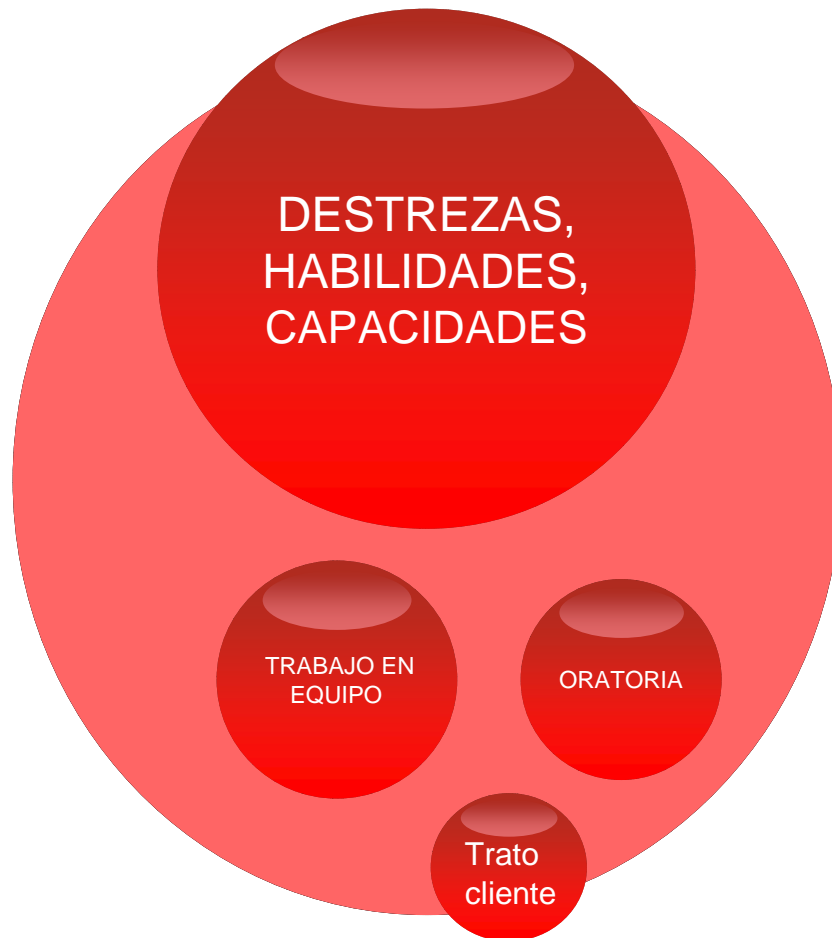 DESTREZAS,
HABILIDADES,
CAPACIDADES
TRABAJO EN
EQUIPO
ORATORIA
Trato
cliente